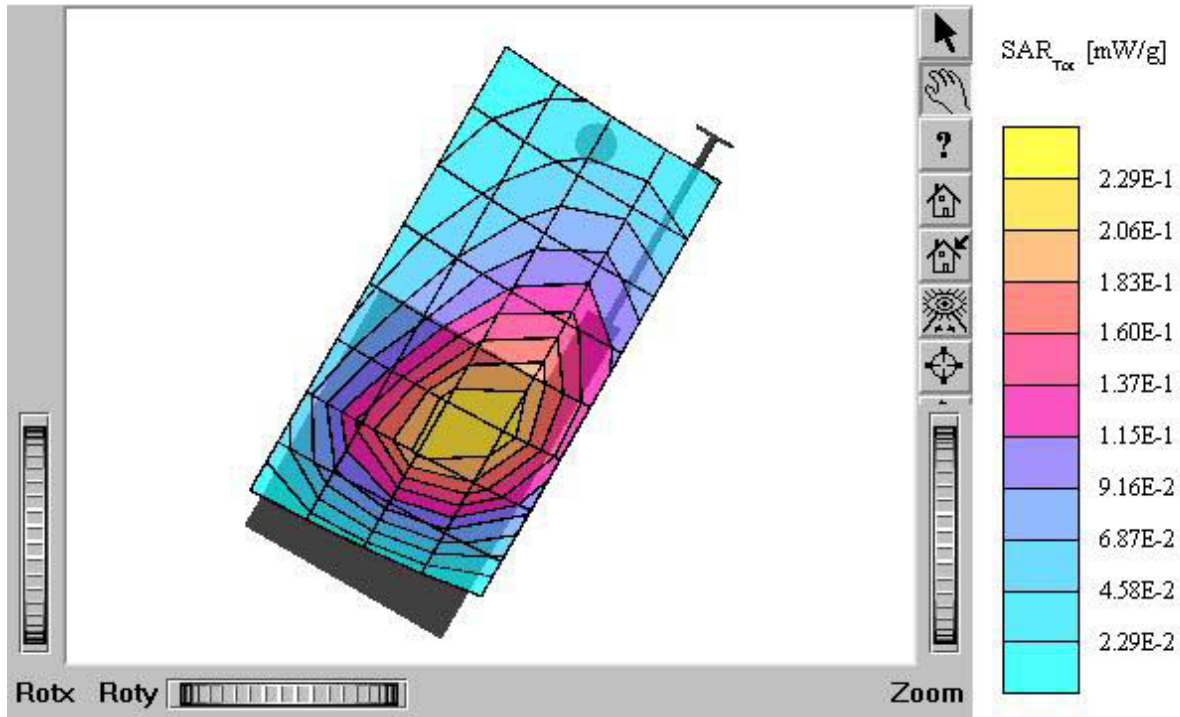 SARTot [mW/g]
?
2.29E-1
2.06E-1
1.83E-1
1.60E-1
1.37E-1
1.15E-1
9.16E-2
6.87E-2
4.58E-2
2.29E-2
Rotx Roty Zoom